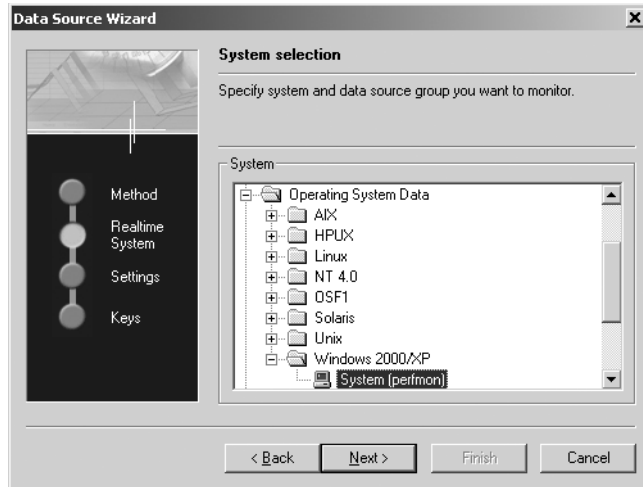 Data Source Wizard
System selection
Specify system and data source group you want to monitor.
Method
Realtime
System
Settings
Keys
System
Operating System Data
AIX
HPUX
Linux
NT 4.0
OSF1
Solaris
Unix
Windows 2000/XP
System (perfmon)
< Back
Next >
Finish
Cancel